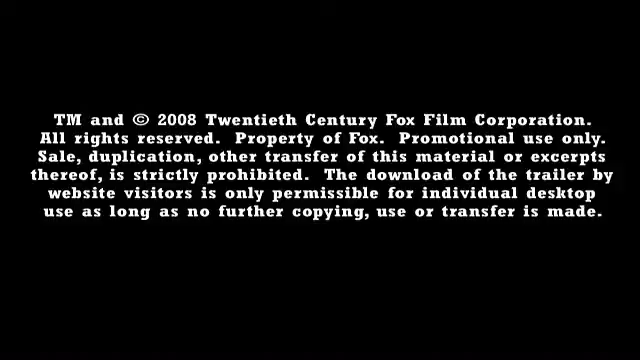 TM and © 2008 Twentieth Century Fox Film Corporation.
All rights reserved.  Property of Fox.  Promotional use only.
Sale, duplication, other transfer of this material or excerpts
thereof, is strictly prohibited.  The download of the trailer by
website visitors is only permissible for individual desktop
use as long as no further copying, use or transfer is made.